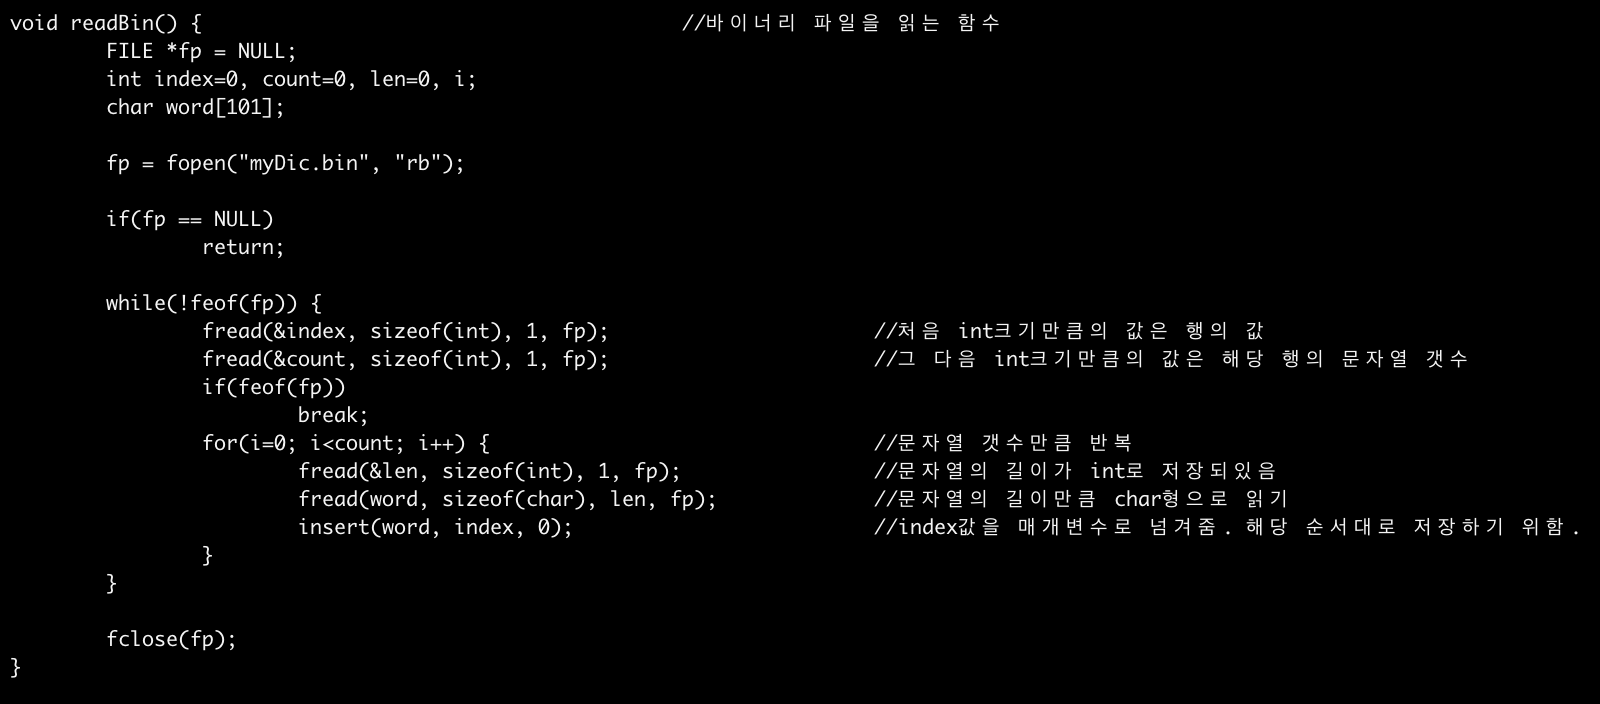 void readBin() { //바이너리 파일을 읽는 함수
FILE *fp = NULL;
int index=0, count=0, len=0, i;
char word[101];
fp = fopen("myDic.bin", "rb");
if(fp == NULL)
return;
while(!feof(fp)) {
fread(&index, sizeof(int), 1, fp); //처음 int크기만큼의 값은 행의 값
fread(&count, sizeof(int), 1, fp); //그 다음 int크기만큼의 값은 해당 행의 문자열 갯수
if(feof(fp))
break;
for(i=0; i<count; i++) { //문자열 갯수만큼 반복
fread(&len, sizeof(int), 1, fp); //문자열의 길이가 int로 저장되있음
fread(word, sizeof(char), len, fp); //문자열의 길이만큼 char형으로 읽기
insert(word, index, 0); //index값을 매개변수로 넘겨줌. 해당 순서대로 저장하기 위함.
}
}
fclose(fp);
}